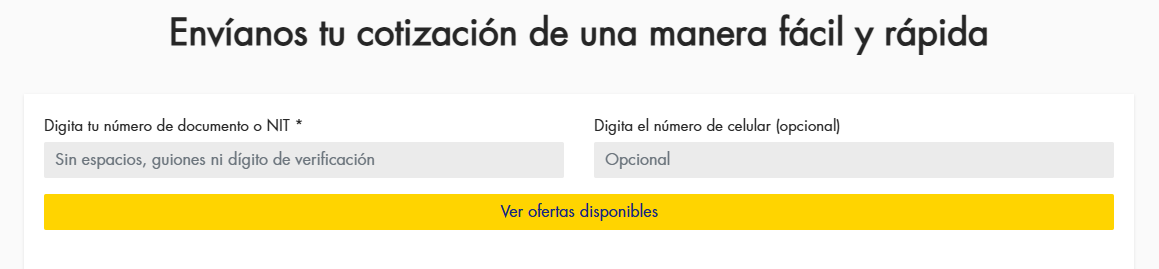 Envíanos tu cotización de una manera fácil y rápida
Digita tu número de documento o NIT *
Digita el número de celular (opcional)
Sin espacios, guiones ni dígito de verificación
Opcional
Ver ofertas disponibles